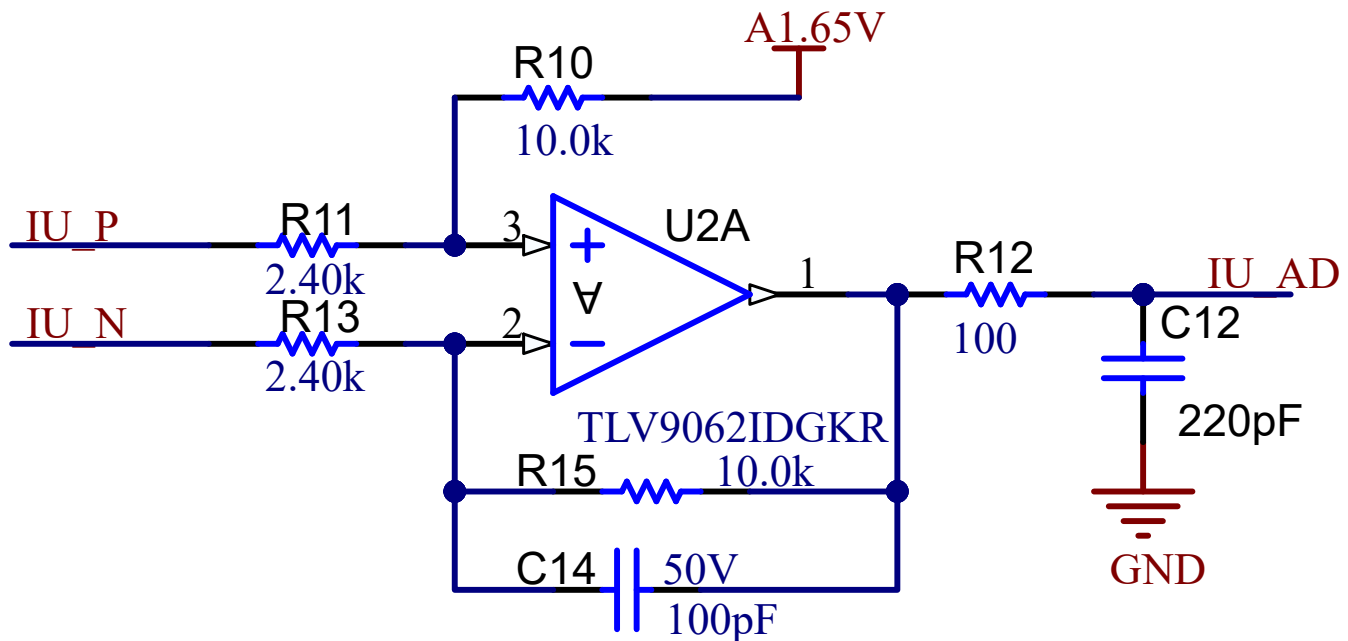 A1.65V
R10
10.0k
IU_P
R11
2.40k
3
+
U2A
A
1
R12
100
IU_AD
IU_N
R13
2.40k
2
−
C12
220pF
TLV9062IDGKR
R15
10.0k
C14
50V
100pF
GND